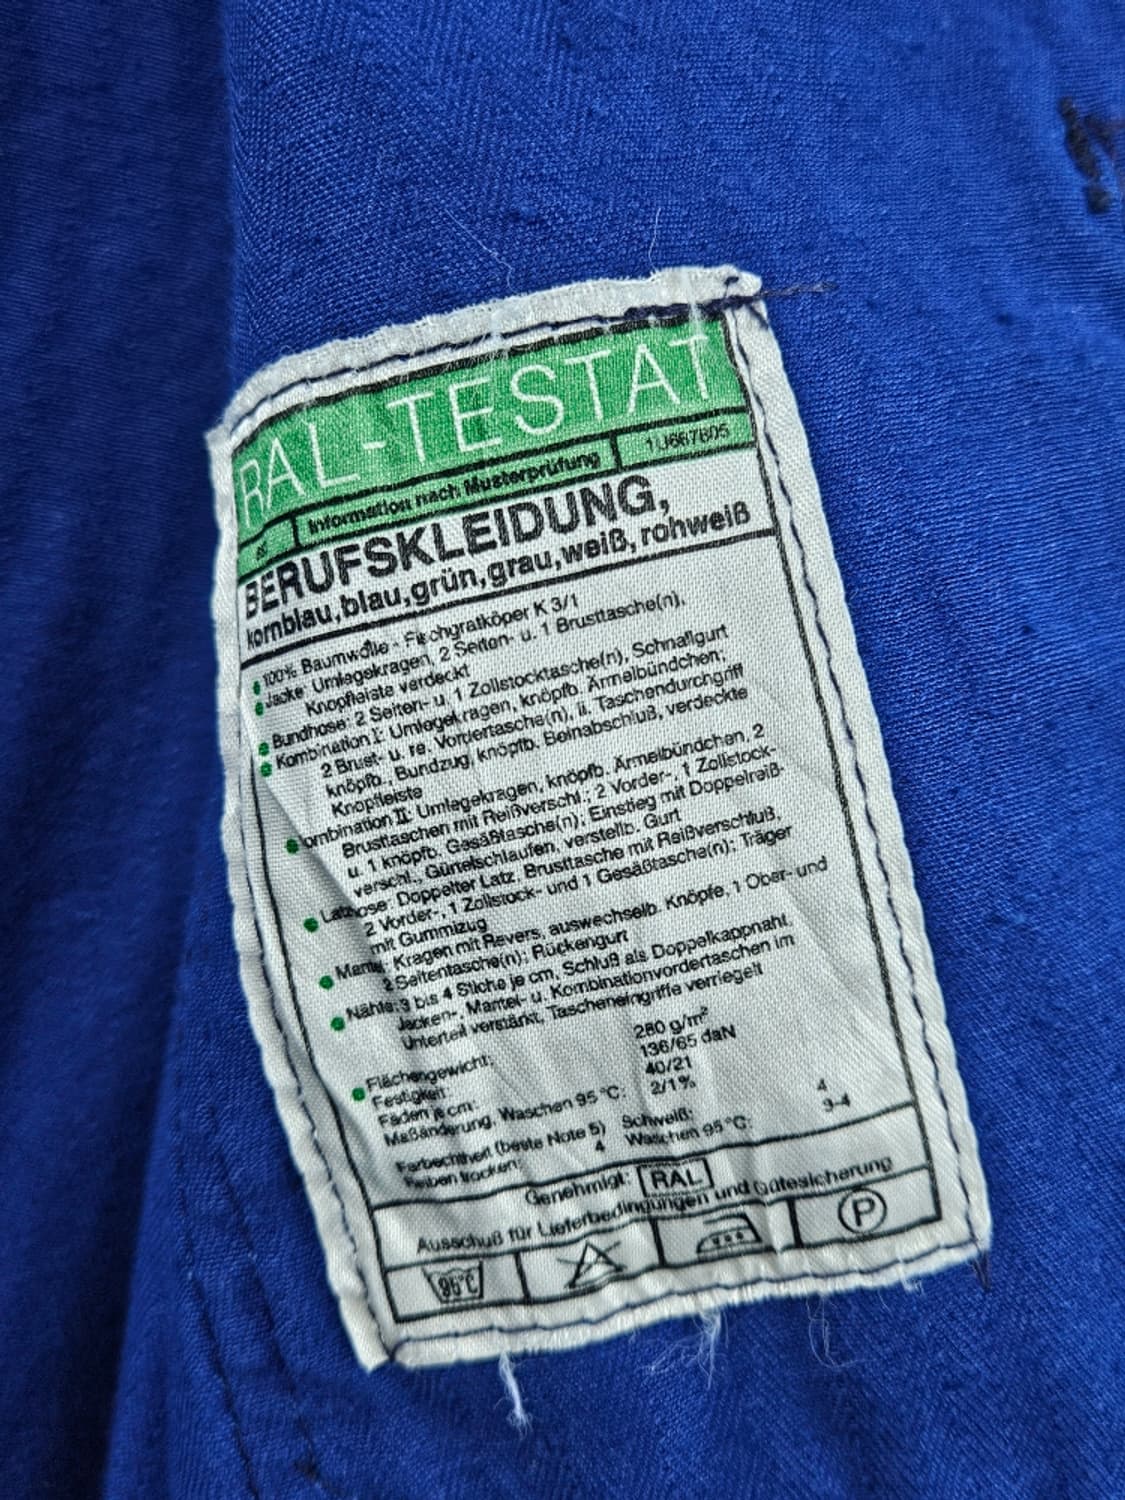 RAL-TESTAT
Information nach Musterprüfung
BERUFSKLEIDUNG,
kornblau,blau,grün,grau,weiß,rohweiß
100% Baumwolle - Fischgratköper K 3/1
Jacke: Umlegekragen, 2 Seiten- u. 1 Brusttasche(n),
Knopfleiste verdeckt
Bundhose: 2 Seiten- u. 1 Zollstocktasche(n), Schnallgurt
Kombination I: Umlegekragen, knöpfb. Ärmelbündchen;
2 Brust- u. re. Vordertasche(n), li. Taschendurchgriff
knöpfb., Bundzug, knöpfb. Beinabschluß, verdeckte
Knopfleiste
ombination II: Umlegekragen, knöpfb. Ärmelbündchen, 2
Brusttaschen mit Reißverschl.; 2 Vorder-, 1 Zollstock-
u. 1 knöpfb. Gesäßtasche(n); Einstieg mit Doppelreiß-
verschl., Gürtelschlaufen, verstellb. Gurt
Latzhose: Doppelter Latz, Brusttasche mit Reißverschluß,
2 Vorder-, 1 Zollstock- und 1 Gesäßtasche(n); Träger
mit Gummizug
Mantel: Kragen mit Revers, auswechselb. Knöpfe, 1 Ober- und
2 Seitentasche(n); Rückengurt
Nähte: 3 bis 4 Stiche je cm, Schluß als Doppelkappnaht.
Jacken-, Mantel- u. Kombinationvordertaschen im
Unterteil verstärkt, Tascheneingriffe verriegelt
Flächengewicht: 280 g/m²
Festigkeit: 136/65 daN
Fäden je cm: 40/21
Maßänderung, Waschen 95 °C: 2/1%
Farbechtheit (beste Note 5) Schweiß: 4
Reiben trocken: 4 Waschen 95 °C: 3-4
Genehmigt: RAL
Ausschuß für Lieferbedingungen und Gütesicherung
95°C P